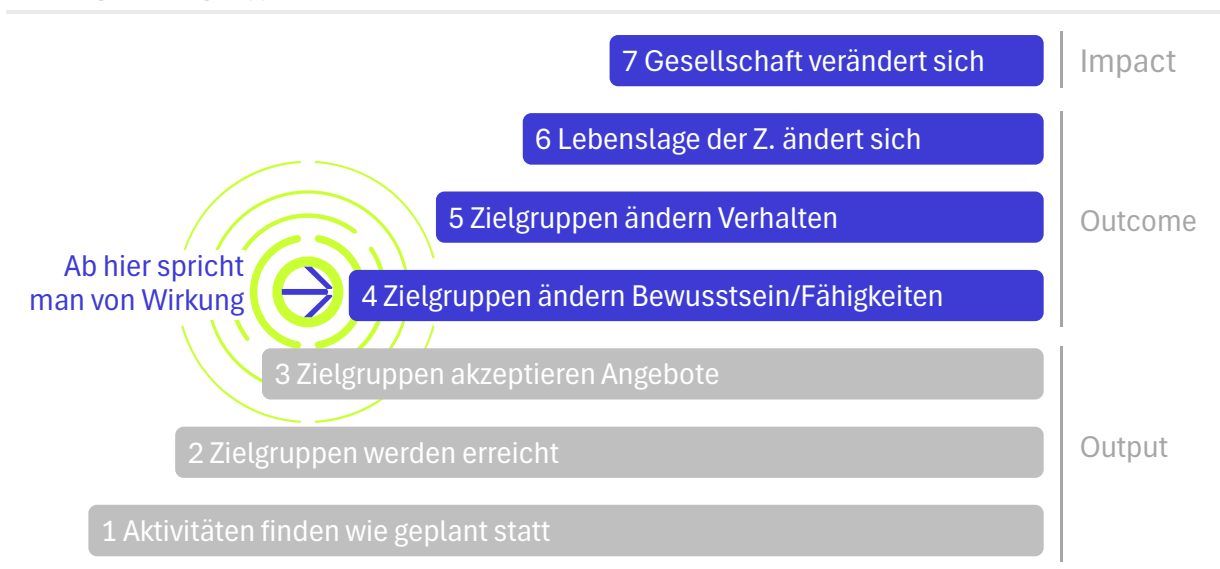 7 Gesellschaft verändert sich
Impact
6 Lebenslage der Z. ändert sich
5 Zielgruppen ändern Verhalten
Outcome
Ab hier spricht
man von Wirkung
4 Zielgruppen ändern Bewusstsein/Fähigkeiten
3 Zielgruppen akzeptieren Angebote
2 Zielgruppen werden erreicht
Output
1 Aktivitäten finden wie geplant statt